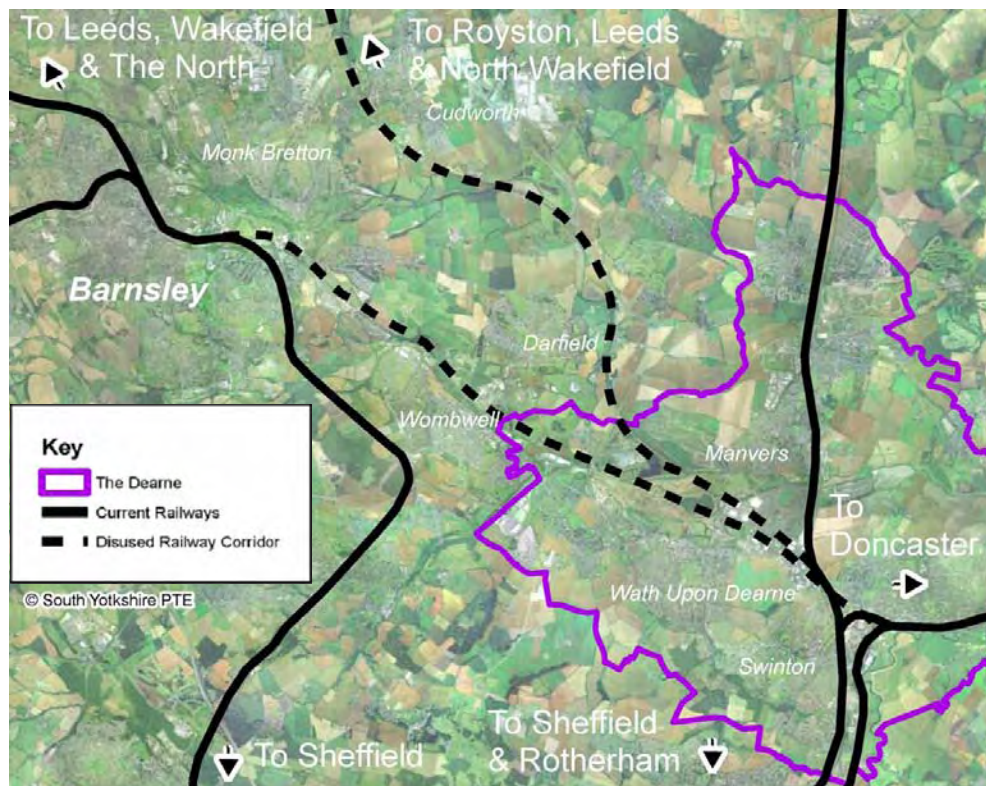 To Leeds, Wakefield
& The North
To Royston, Leeds
& North Wakefield
Cudworth
Monk Bretton
Barnsley
Darfield
Wombwell
Manvers
Key
The Dearne
Current Railways
Disused Railway Corridor
© South Yotkshire PTE
To
Doncaster
Wath Upon Dearne
Swinton
To Sheffield
To Sheffield
& Rotherham